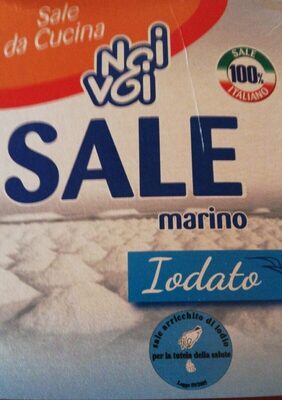 Sale
da Cucina
Noi
Voi
SALE
100%
ITALIANO
SALE
marino
Iodato
sale arricchito di iodio
per la tutela della salute